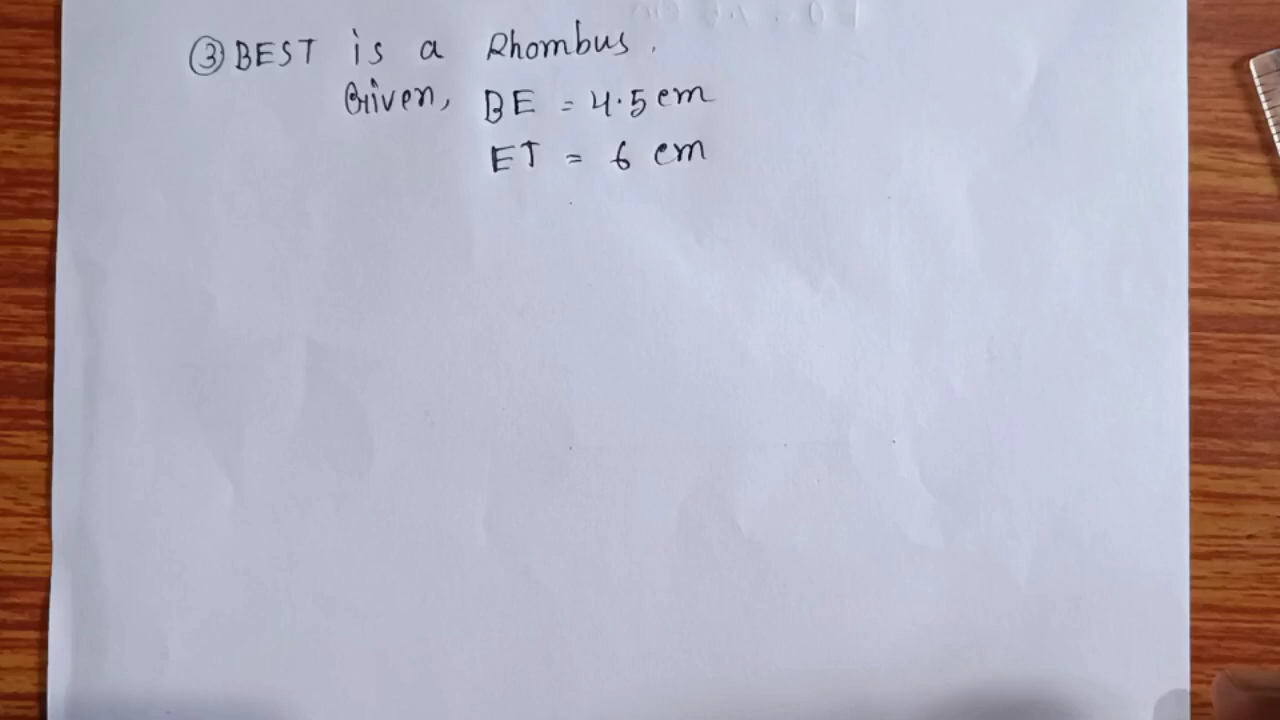 ③ BEST is a Rhombus.
Given, BE = 4.5 cm
ET = 6 cm